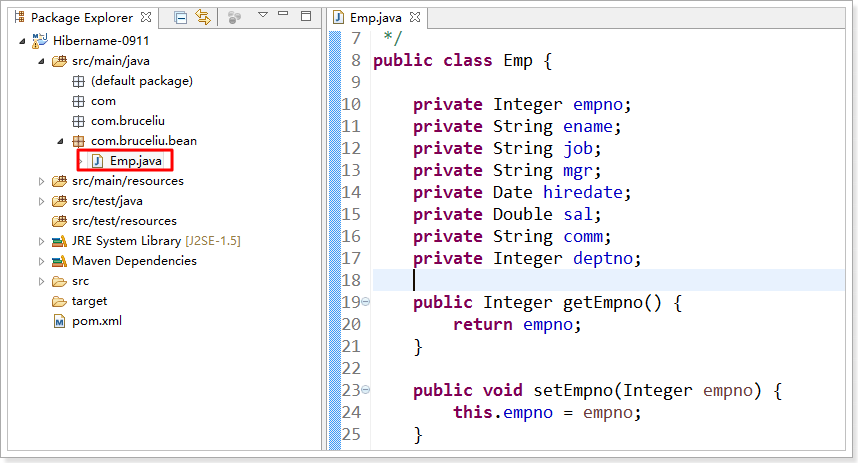 Package Explorer
Hibername-0911
src/main/java
(default package)
com
com.bruceliu
com.bruceliu.bean
Emp.java
src/main/resources
src/test/java
src/test/resources
JRE System Library [J2SE-1.5]
Maven Dependencies
src
target
pom.xml
Emp.java
7 */
8 public class Emp {
9
10 private Integer empno;
11 private String ename;
12 private String job;
13 private String mgr;
14 private Date hiredate;
15 private Double sal;
16 private String comm;
17 private Integer deptno;
18
19 public Integer getEmpno() {
20 return empno;
21 }
22
23 public void setEmpno(Integer empno) {
24 this.empno = empno;
25 }